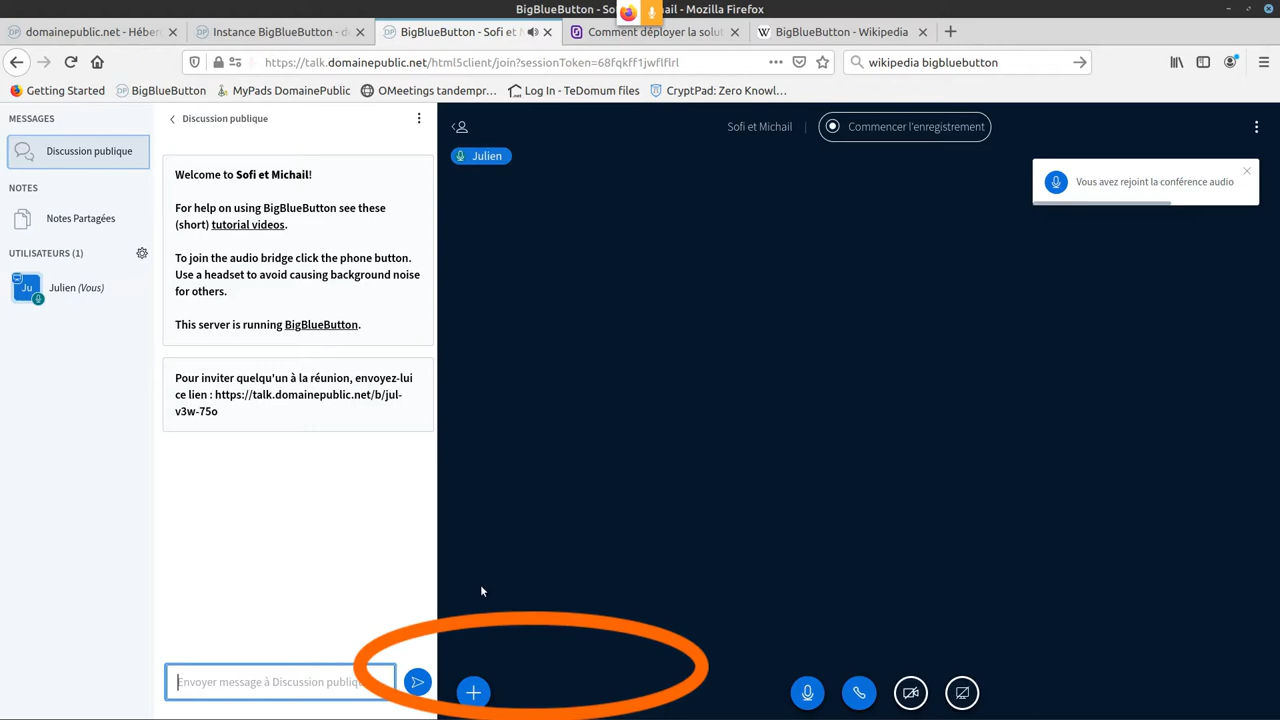 BigBlueButton - So
ail - Mozilla Firefox
domainepublic.net - Héber
Instance BigBlueButton - de
BigBlueButton - Sofi et M
Comment déployer la solut
BigBlueButton - Wikipedia
https://talk.domainepublic.net/html5client/join?sessionToken=68fqkff1jwflflrl
wikipedia bigbluebutton
Getting Started
BigBlueButton
MyPads DomainePublic
OMeetings tandempr...
Log In - TeDomum files
CryptPad: Zero Knowl...
MESSAGES
Discussion publique
NOTES
Notes Partagées
UTILISATEURS (1)
Ju
Julien (Vous)
Discussion publique
Welcome to Sofi et Michail!
For help on using BigBlueButton see these
(short) tutorial videos.
To join the audio bridge click the phone button.
Use a headset to avoid causing background noise
for others.
This server is running BigBlueButton.
Pour inviter quelqu'un à la réunion, envoyez-lui
ce lien : https://talk.domainepublic.net/b/jul-
v3w-75o
Envoyer message à Discussion publiq
Sofi et Michail
Commencer l'enregistrement
Julien
Vous avez rejoint la conférence audio